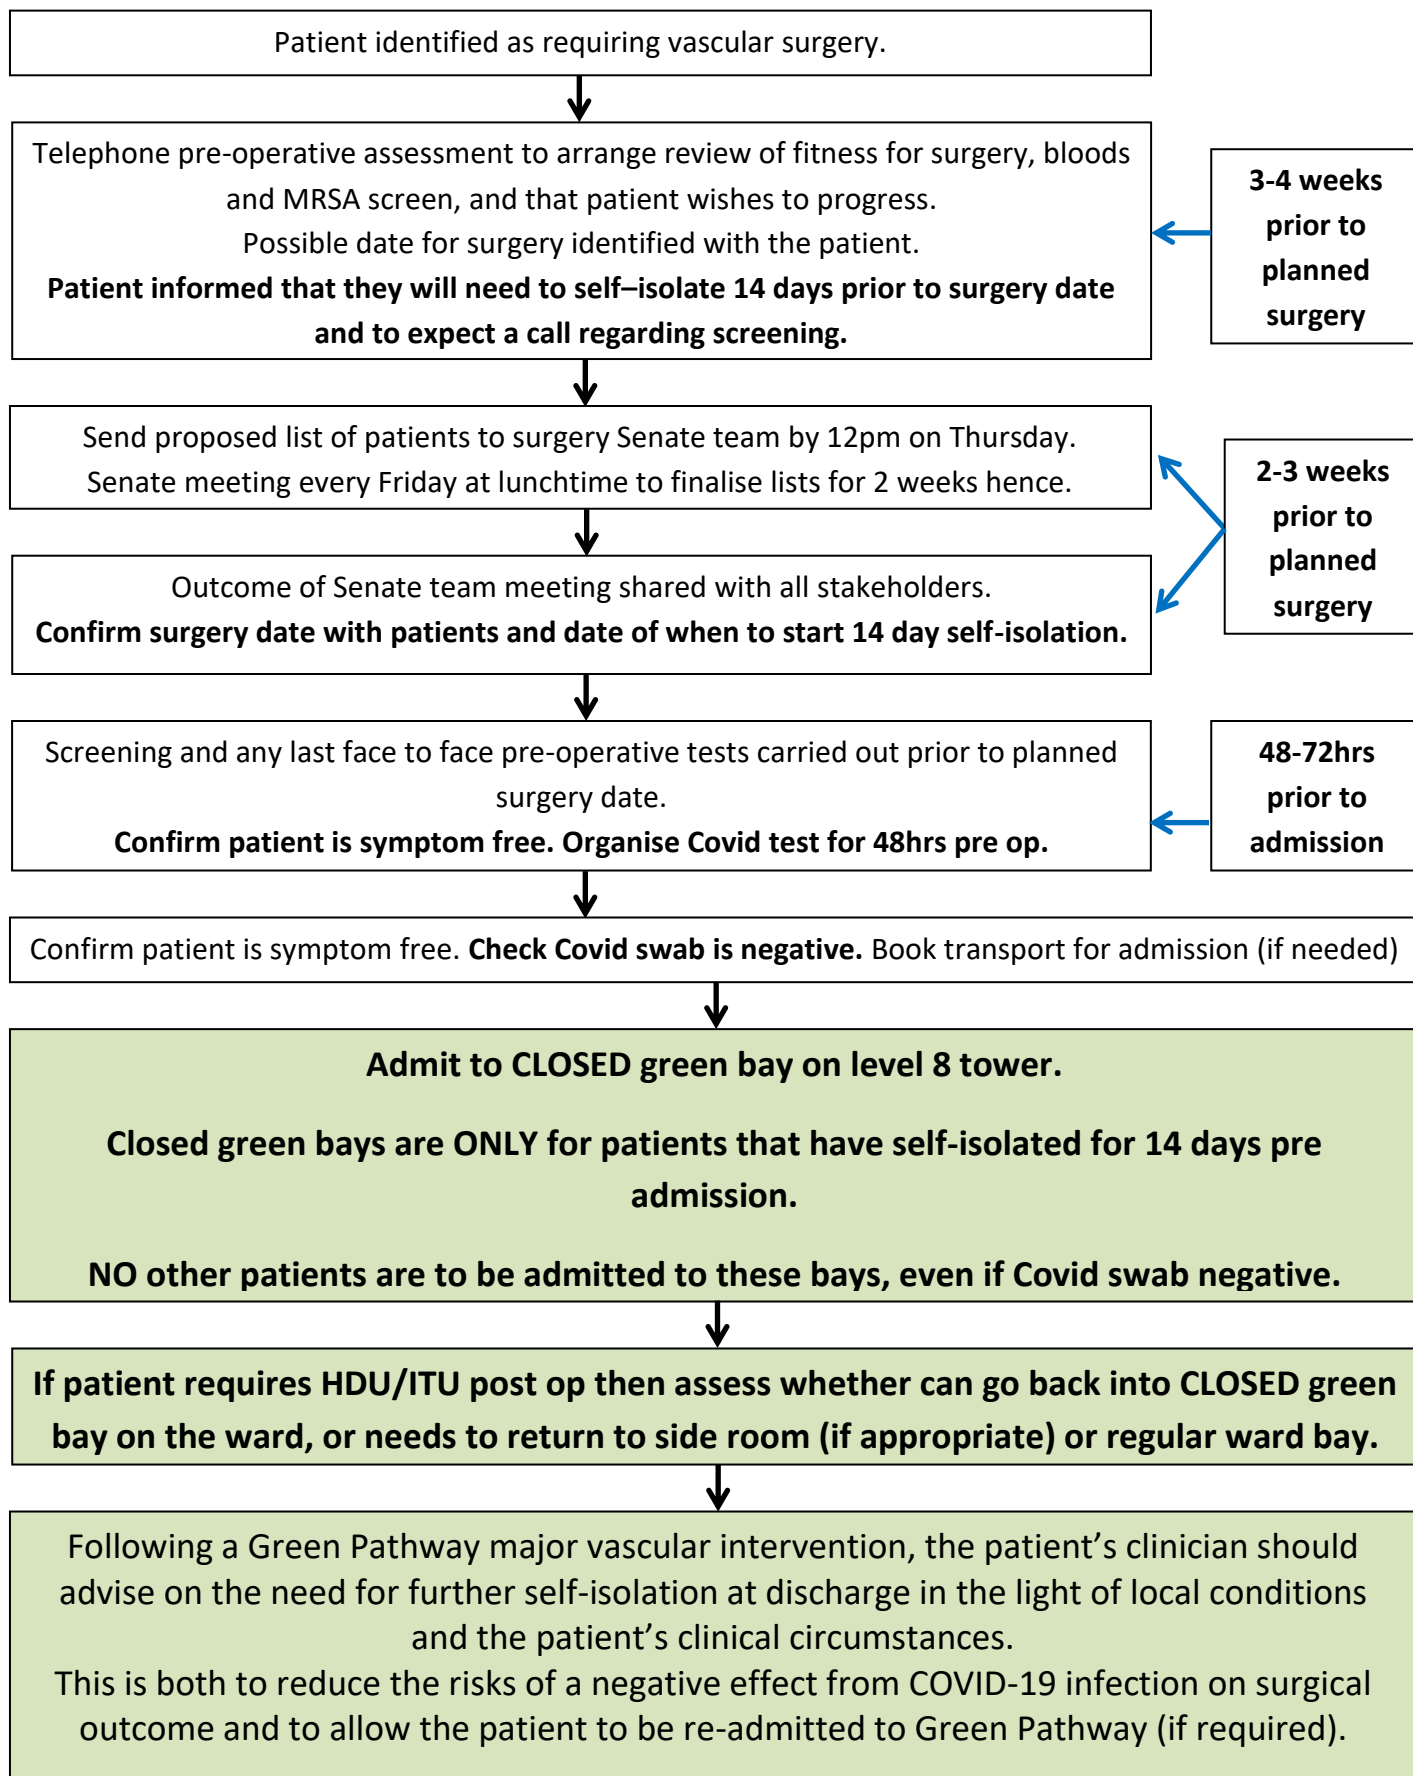 Patient identified as requiring vascular surgery.
Telephone pre-operative assessment to arrange review of fitness for surgery, bloods
and MRSA screen, and that patient wishes to progress.
Possible date for surgery identified with the patient.
Patient informed that they will need to self–isolate 14 days prior to surgery date
and to expect a call regarding screening.
3-4 weeks
prior to
planned
surgery
Send proposed list of patients to surgery Senate team by 12pm on Thursday.
Senate meeting every Friday at lunchtime to finalise lists for 2 weeks hence.
Outcome of Senate team meeting shared with all stakeholders.
Confirm surgery date with patients and date of when to start 14 day self-isolation.
2-3 weeks
prior to
planned
surgery
Screening and any last face to face pre-operative tests carried out prior to planned
surgery date.
Confirm patient is symptom free. Organise Covid test for 48hrs pre op.
48-72hrs
prior to
admission
Confirm patient is symptom free. Check Covid swab is negative. Book transport for admission (if needed)
Admit to CLOSED green bay on level 8 tower.
Closed green bays are ONLY for patients that have self-isolated for 14 days pre
admission.
NO other patients are to be admitted to these bays, even if Covid swab negative.
If patient requires HDU/ITU post op then assess whether can go back into CLOSED green
bay on the ward, or needs to return to side room (if appropriate) or regular ward bay.
Following a Green Pathway major vascular intervention, the patient’s clinician should
advise on the need for further self-isolation at discharge in the light of local conditions
and the patient’s clinical circumstances.
This is both to reduce the risks of a negative effect from COVID-19 infection on surgical
outcome and to allow the patient to be re-admitted to Green Pathway (if required).